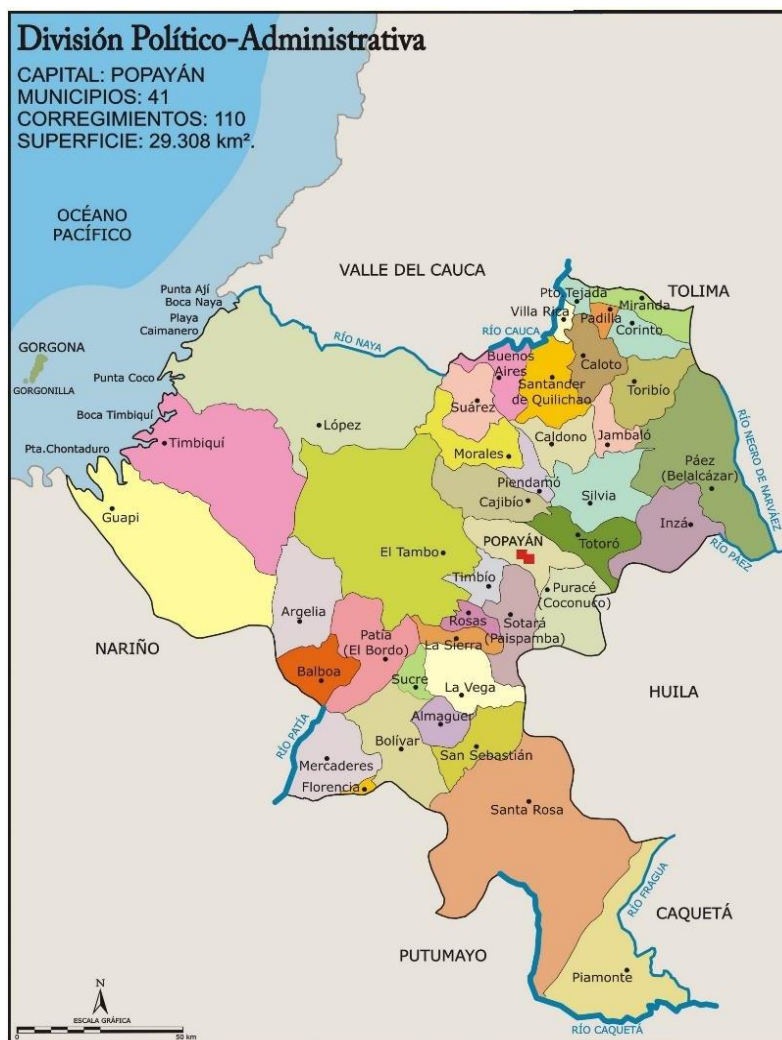 División Político-Administrativa
CAPITAL: POPAYÁN
MUNICIPIOS: 41
CORREGIMIENTOS: 110
SUPERFICIE: 29.308 km².
OCÉANO
PACÍFICO
VALLE DEL CAUCA
TOLIMA
Punta Ají
Boca Naya
Playa
Caimanero
GORGONA
GORGONILLA
Punta Coco
Boca Timbiquí
Pta.Chontaduro
RÍO NAYA
RÍO CAUCA
Pto.Tejada
Villa Rica
Miranda
Padilla
Corinto
Buenos
Aires
Caloto
Santander
de Quilichao
Toribío
Suárez
López
Timbiquí
Caldono
Jambaló
Morales
RÍO NEGRO DE NARVÁEZ
Páez
(Belalcázar)
Piendamó
Silvia
Cajibío
Guapi
Inzá
POPAYÁN
Totoró
RÍO PÁEZ
El Tambo
Timbío
Puracé
(Coconuco)
Argelia
Rosas
Sotará
(Paispamba)
Patía
(El Bordo)
La Sierra
NARIÑO
Balboa
Sucre
La Vega
HUILA
Almaguer
RÍO PATÍA
Bolívar
San Sebastián
Mercaderes
Florencia
Santa Rosa
RÍO FRAGUA
CAQUETÁ
PUTUMAYO
Piamonte
RÍO CAQUETÁ
N
ESCALA GRÁFICA
0
50 km